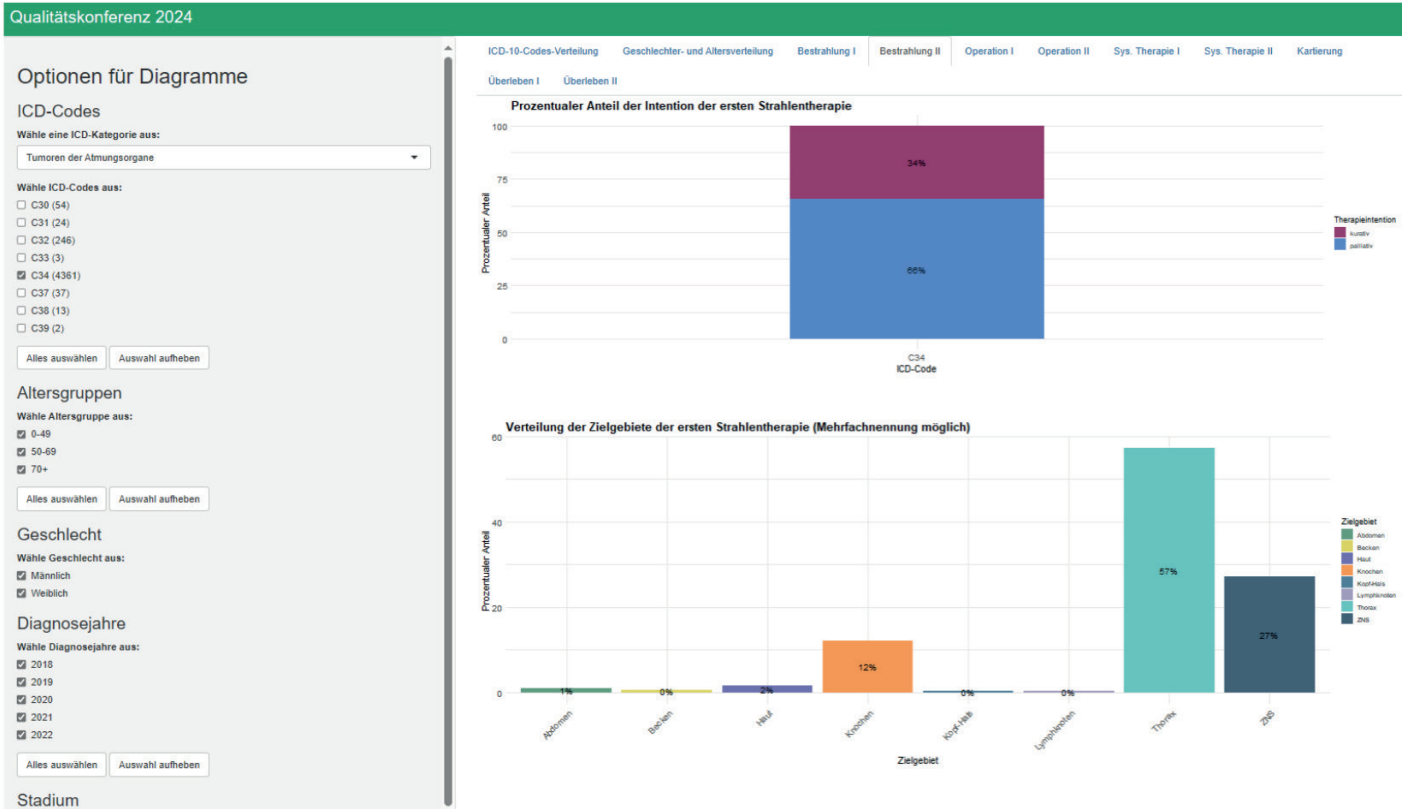 Qualitätskonferenz 2024
Optionen für Diagramme
ICD-Codes
Wähle eine ICD-Kategorie aus:
Tumoren der Atmungsorgane
Wähle ICD-Codes aus:
C30 (54)
C31 (24)
C32 (246)
C33 (3)
C34 (4361)
C37 (37)
C38 (13)
C39 (2)
Alles auswählen Auswahl aufheben
Altersgruppen
Wähle Altersgruppe aus:
0-49
50-69
70+
Alles auswählen Auswahl aufheben
Geschlecht
Wähle Geschlecht aus:
Männlich
Weiblich
Diagnosejahre
Wähle Diagnosejahre aus:
2018
2019
2020
2021
2022
Alles auswählen Auswahl aufheben
Stadium
ICD-10-Codes-Verteilung Geschlechter- und Altersverteilung Bestrahlung I Bestrahlung II Operation I Operation II Sys. Therapie I Sys. Therapie II Kartierung
Überleben I Überleben II
Prozentualer Anteil der Intention der ersten Strahlentherapie
Prozentualer Anteil
100
75
50
25
0
34%
66%
C34
ICD-Code
Therapieintention
kurativ
palliativ
Verteilung der Zielgebiete der ersten Strahlentherapie (Mehrfachnennung möglich)
Prozentualer Anteil
60
40
20
0
1% 0% 2% 12% 0% 0% 57% 27%
Abdomen Becken Haut Knochen Kopf-Hals Lymphknoten Thorax ZNS
Zielgebiet
Zielgebiet
Abdomen
Becken
Haut
Knochen
Kopf-Hals
Lymphknoten
Thorax
ZNS